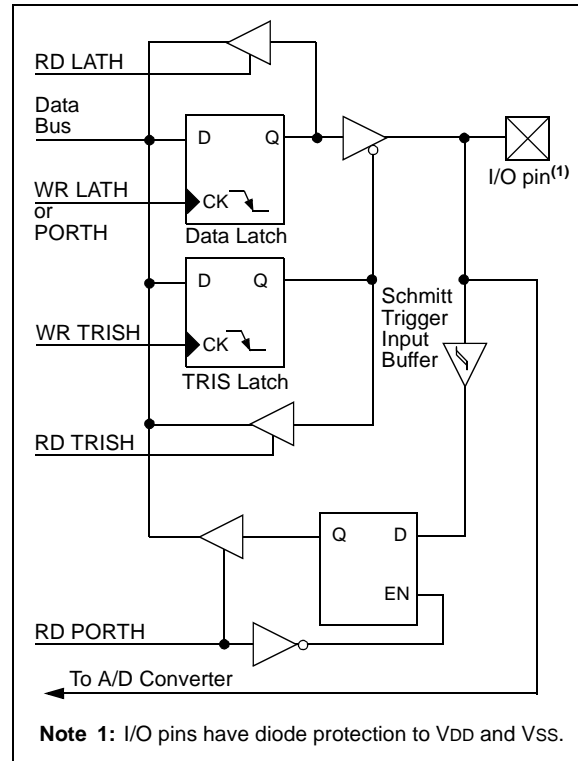 RD LATH
Data
Bus
D
Q
I/O pin(1)
WR LATH
or
PORTH
CK
Data Latch
D
Q
Schmitt
Trigger
Input
Buffer
WR TRISH
CK
TRIS Latch
RD TRISH
Q
D
EN
RD PORTH
To A/D Converter
Note 1: I/O pins have diode protection to VDD and VSS.